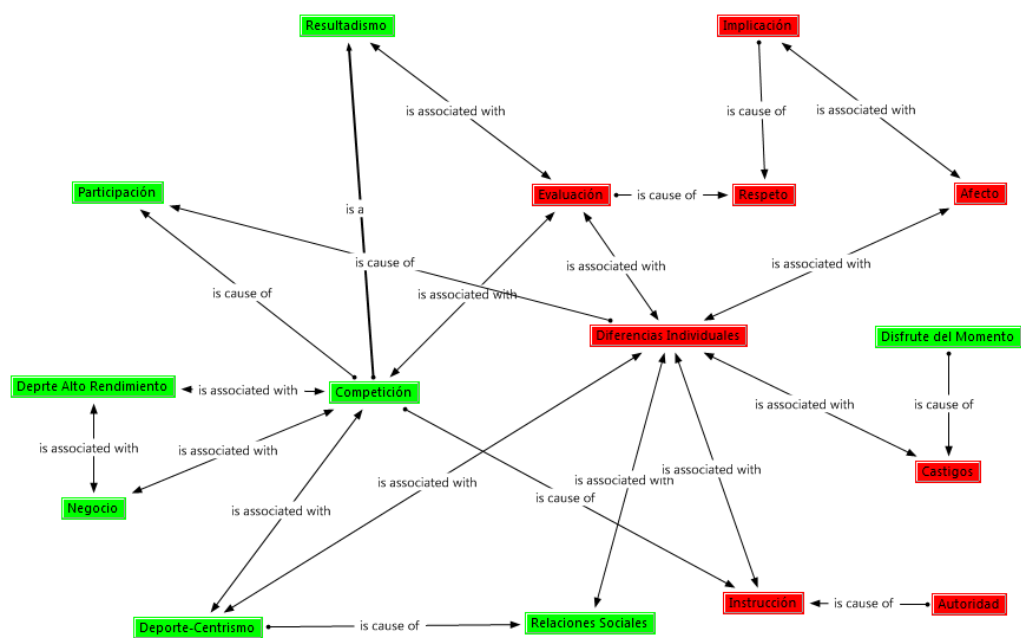 Resultadismo
Implicación
is associated with
is cause of
is associated with
Participación
Evaluación
is cause of
Respeto
Afecto
is a
is cause of
is associated with
is associated with
is cause of
is associated with
Diferencias Individuales
Disfrute del Momento
Deprte Alto Rendimiento
is associated with
Competición
is associated with
is cause of
is associated with
is associated with
is associated with
is associated with
is associated with
Castigos
is associated with
is cause of
Negocio
is associated with
Deporte-Centrismo
is cause of
Relaciones Sociales
Instrucción
is cause of
Autoridad